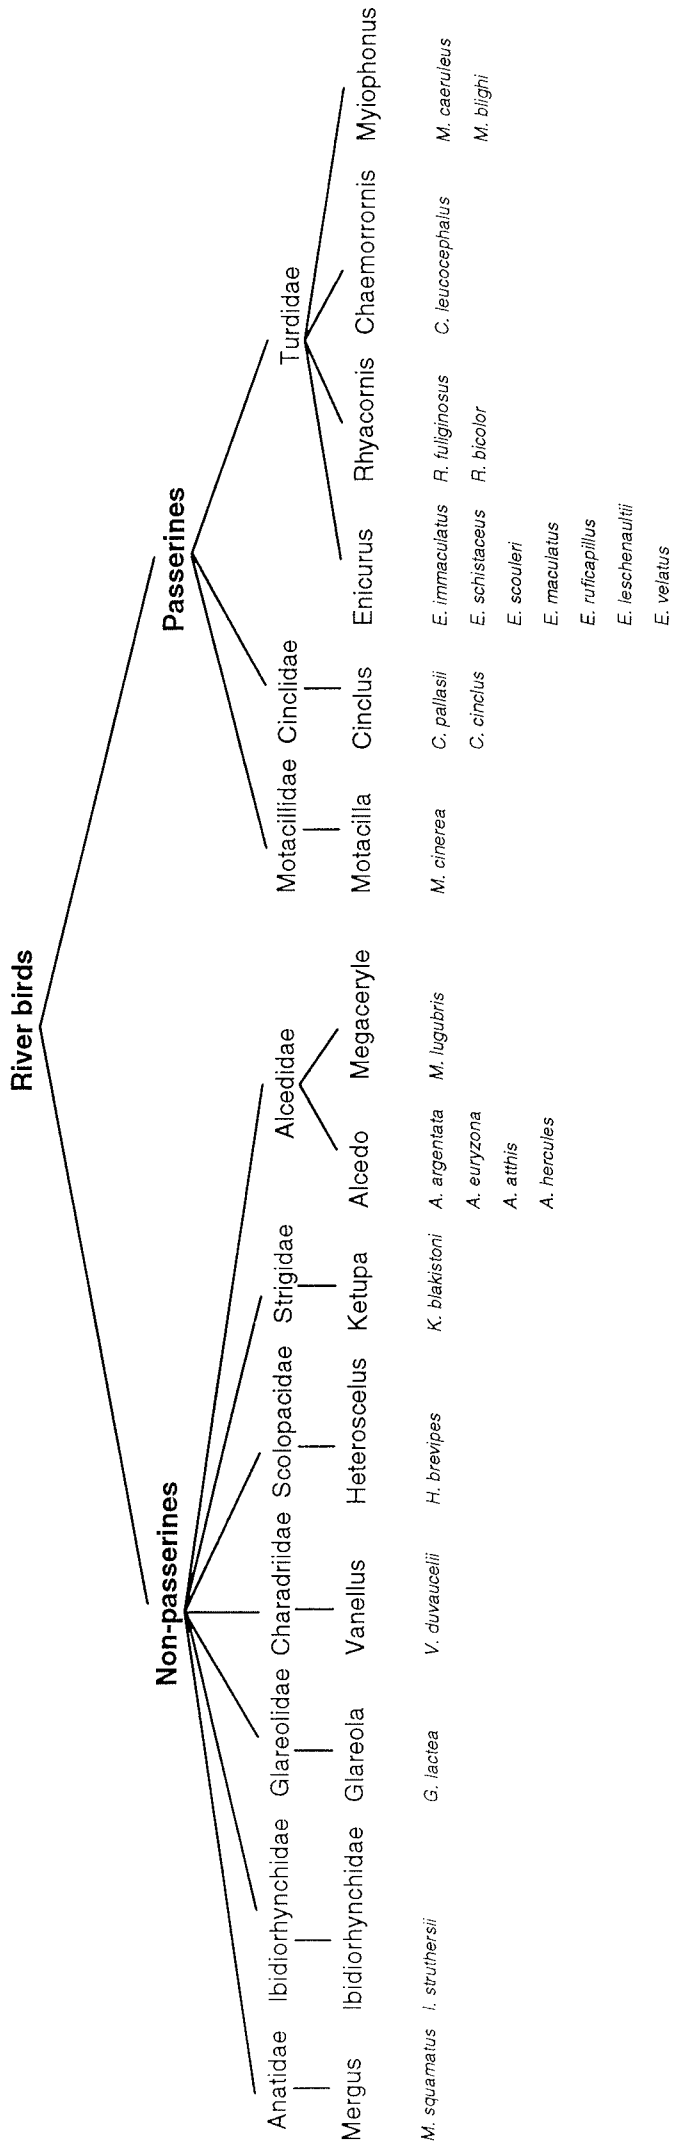 River birds
Non-passerines
Passerines
Anatidae Ibidiorhynchidae Glareolidae Charadriidae Scolopacidae Strigidae Alcedidae Motacillidae Cinclidae Turdidae
Mergus Ibidiorhynchidae Glareola Vanellus Heteroscelus Ketupa Alcedo Megaceryle Motacilla Cinclus Enicurus Rhyacornis Chaemorrornis Myiophonus
M. squamatus I. struthersii G. lactea V. duvaucelii H. brevipes K. blakistoni A. argentata M. lugubris M. cinerea C. pallasii E. immaculatus R. fuliginosus C. leucocephalus M. caeruleus
A. euryzona C. cinclus E. schistaceus R. bicolor M. blighi
A. atthis E. scouleri
A. hercules E. maculatus
E. ruficapillus
E. leschenaultii
E. velatus